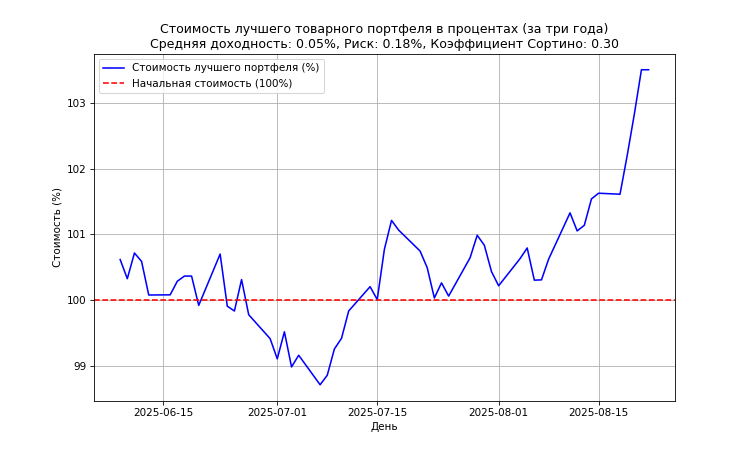 Стоимость лучшего товарного портфеля в процентах (за три года)
Средняя доходность: 0.05%, Риск: 0.18%, Коэффициент Сортино: 0.30
Стоимость лучшего портфеля (%)
Начальная стоимость (100%)
Стоимость (%)
103
102
101
100
99
2025-06-15
2025-07-01
2025-07-15
2025-08-01
2025-08-15
День